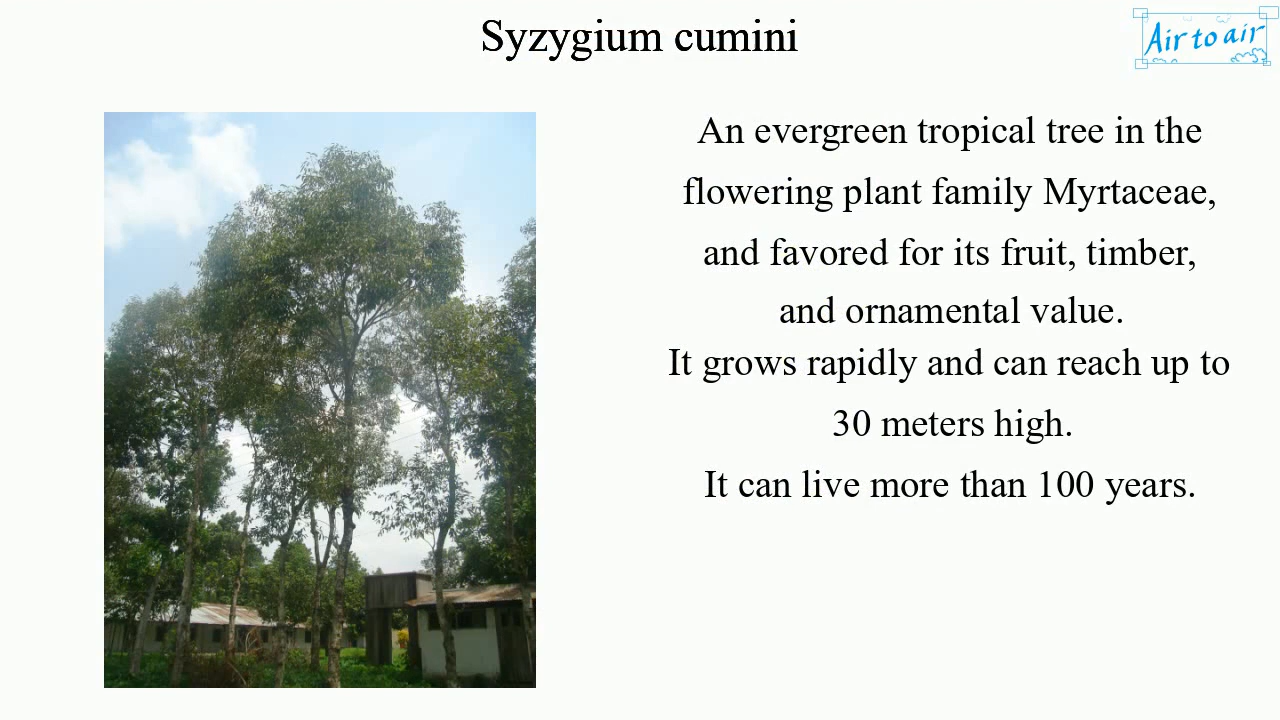 Syzygium cumini
Air to air
An evergreen tropical tree in the
flowering plant family Myrtaceae,
and favored for its fruit, timber,
and ornamental value.
It grows rapidly and can reach up to
30 meters high.
It can live more than 100 years.